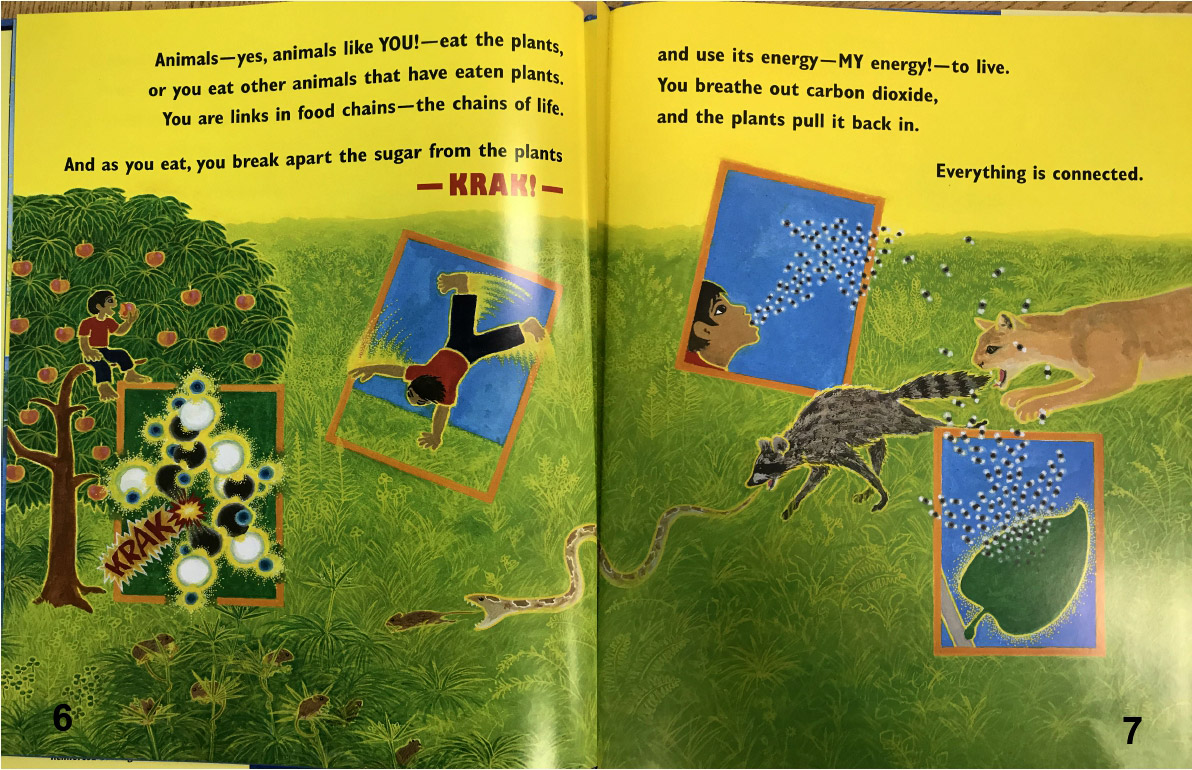 Animals—yes, animals like YOU!—eat the plants,
or you eat other animals that have eaten plants.
You are links in food chains—the chains of life.
And as you eat, you break apart the sugar from the plants
— KRAK! —
KRAK
6
and use its energy—MY energy!—to live.
You breathe out carbon dioxide,
and the plants pull it back in.
Everything is connected.
7